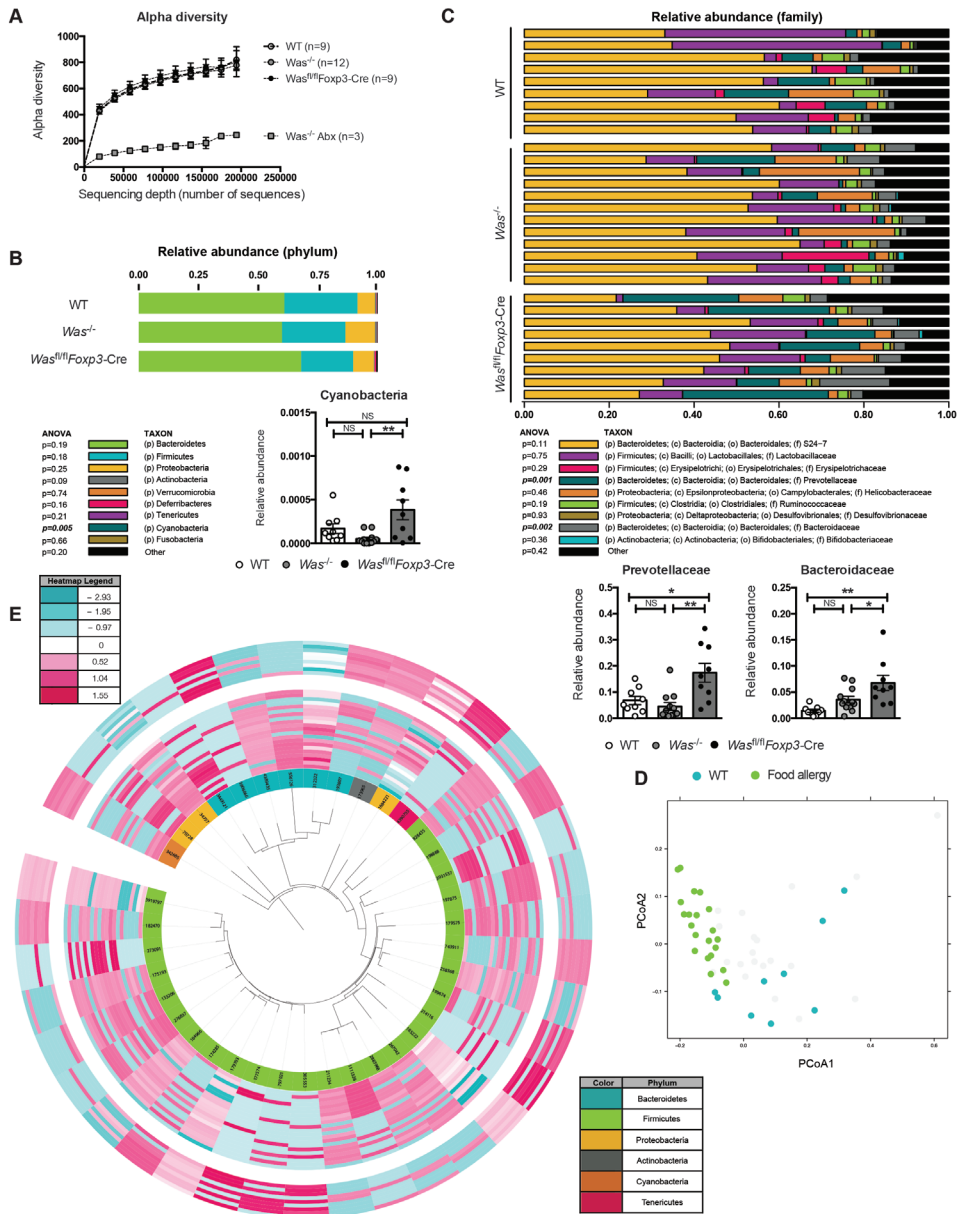 A
Alpha diversity
1000
800
600
400
200
0
Alpha diversity
WT (n=9)
Was-/- (n=12)
Wasfl/flFoxp3-Cre (n=9)
Was-/- Abx (n=3)
0 50000 100000 150000 200000 250000
Sequencing depth (number of sequences)
B
Relative abundance (phylum)
0.00 0.25 0.50 0.75 1.00
WT
Was-/-
Wasfl/flFoxp3-Cre
ANOVA TAXON
p=0.19 (p) Bacteroidetes
p=0.18 (p) Firmicutes
p=0.25 (p) Proteobacteria
p=0.09 (p) Actinobacteria
p=0.74 (p) Verrucomicrobia
p=0.16 (p) Deferribacteres
p=0.21 (p) Tenericutes
p=0.005 (p) Cyanobacteria
p=0.66 (p) Fusobacteria
p=0.20 Other
Cyanobacteria
NS
NS **
0.0015
0.0010
0.0005
0.0000
Relative abundance
WT Was-/- Wasfl/flFoxp3-Cre
C
Relative abundance (family)
WT
Was-/-
Wasfl/flFoxp3-Cre
0.00 0.20 0.40 0.60 0.80 1.00
ANOVA TAXON
p=0.11 (p) Bacteroidetes; (c) Bacteroidia; (o) Bacteroidales; (f) S24-7
p=0.75 (p) Firmicutes; (c) Bacilli; (o) Lactobacillales; (f) Lactobacillaceae
p=0.29 (p) Firmicutes; (c) Erysipelotrichi; (o) Erysipelotrichales; (f) Erysipelotrichaceae
p=0.001 (p) Bacteroidetes; (c) Bacteroidia; (o) Bacteroidales; (f) Prevotellaceae
p=0.46 (p) Proteobacteria; (c) Epsilonproteobacteria; (o) Campylobacterales; (f) Helicobacteraceae
p=0.19 (p) Firmicutes; (c) Clostridia; (o) Clostridiales; (f) Ruminococcaceae
p=0.93 (p) Proteobacteria; (c) Deltaproteobacteria; (o) Desulfovibrionales; (f) Desulfovibrionaceae
p=0.002 (p) Bacteroidetes; (c) Bacteroidia; (o) Bacteroidales; (f) Bacteroidaceae
p=0.36 (p) Actinobacteria; (c) Actinobacteria; (o) Bifidobacteriales; (f) Bifidobacteriaceae
p=0.42 Other
Prevotellaceae
*
NS **
0.5
0.4
0.3
0.2
0.1
0.0
Relative abundance
Bacteroidaceae
**
NS *
0.25
0.20
0.15
0.10
0.05
0.00
Relative abundance
WT Was-/- Wasfl/flFoxp3-Cre
D
WT Food allergy
0.2
0.1
0.0
-0.1
PCoA2
-0.2 0.0 0.2 0.4 0.6
PCoA1
E
Heatmap Legend
- 2.93
- 1.95
- 0.97
0
0.52
1.04
1.55
Color Phylum
Bacteroidetes
Firmicutes
Proteobacteria
Actinobacteria
Cyanobacteria
Tenericutes